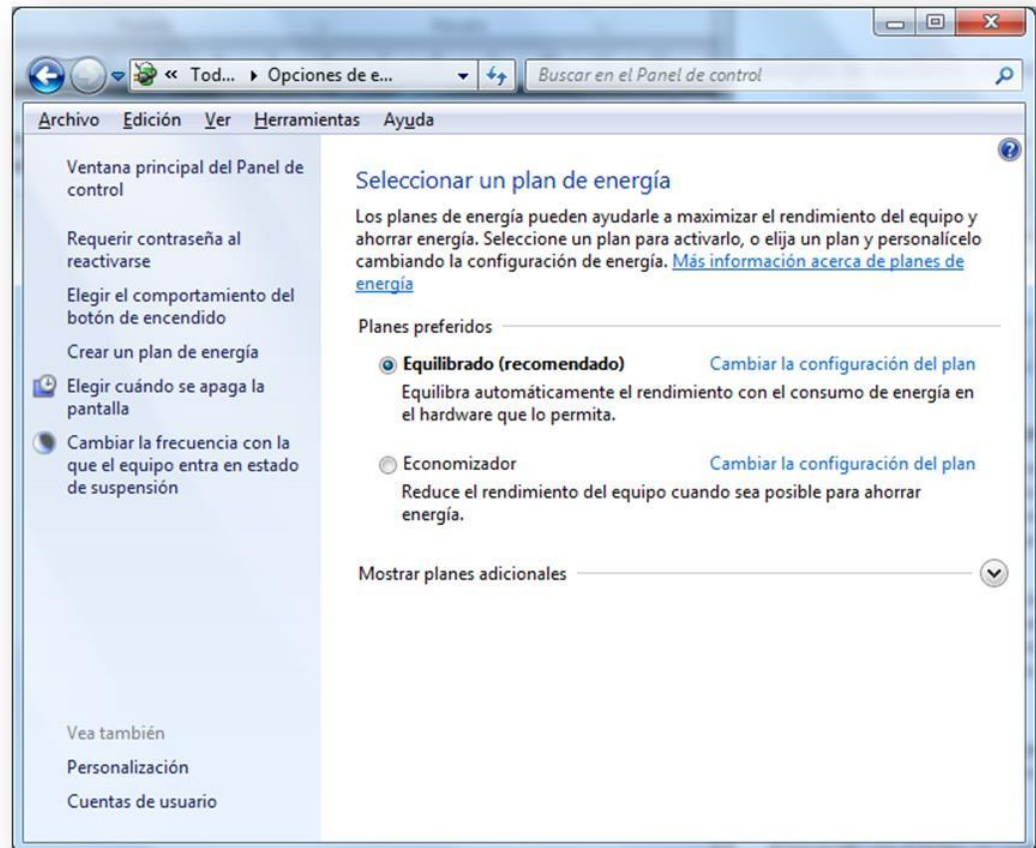 « Tod... ▸ Opciones de e...
Buscar en el Panel de control
Archivo Edición Ver Herramientas Ayuda
Ventana principal del Panel de
control
Requerir contraseña al
reactivarse
Elegir el comportamiento del
botón de encendido
Crear un plan de energía
Elegir cuándo se apaga la
pantalla
Cambiar la frecuencia con la
que el equipo entra en estado
de suspensión
Vea también
Personalización
Cuentas de usuario
Seleccionar un plan de energía
Los planes de energía pueden ayudarle a maximizar el rendimiento del equipo y
ahorrar energía. Seleccione un plan para activarlo, o elija un plan y personalícelo
cambiando la configuración de energía. Más información acerca de planes de
energía
Planes preferidos
Equilibrado (recomendado) Cambiar la configuración del plan
Equilibra automáticamente el rendimiento con el consumo de energía en
el hardware que lo permita.
Economizador Cambiar la configuración del plan
Reduce el rendimiento del equipo cuando sea posible para ahorrar
energía.
Mostrar planes adicionales